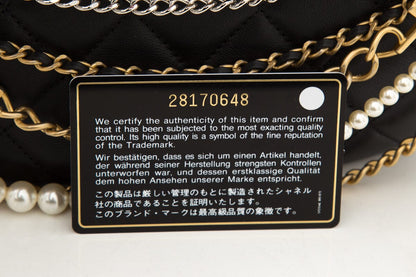 28170648
We certify the authenticity of this item and confirm
that it has been subjected to the most exacting quality
control. Its high quality is a symbol of the fine reputation
of the Trademark.
Wir bestätigen, dass es sich um einen Artikel handelt,
der während seiner Herstellung strengsten Kontrollen
unterworfen war, und dessen erstklassige Qualität
dem hohen Ansehen unserer Marke entspricht.
この製品は厳しい管理のもとに製造されたシャネル
社の商品であることを証明いたします。
このブランド・マークは最高級品質の象徴です。